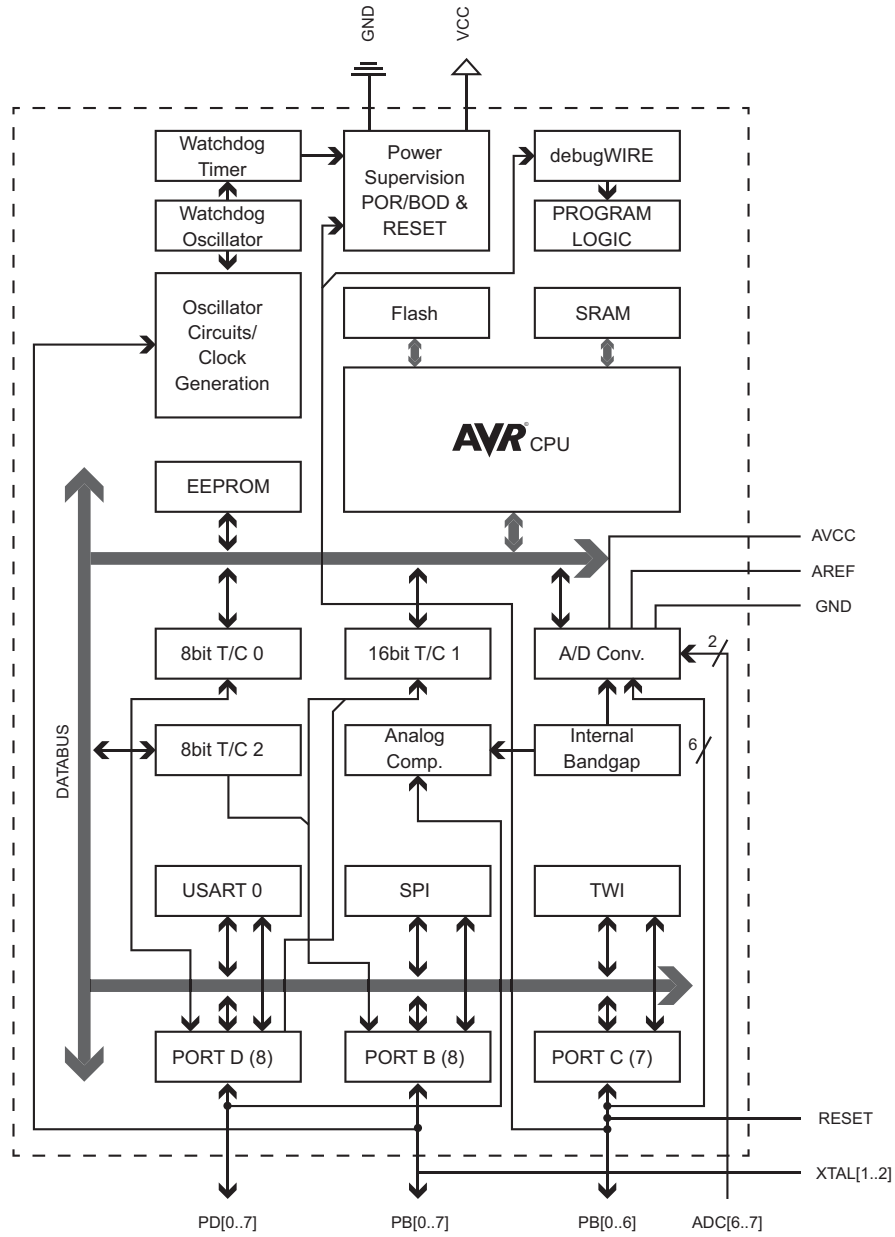 GND
VCC
Watchdog
Timer
Power
Supervision
POR/BOD &
RESET
debugWIRE
Watchdog
Oscillator
PROGRAM
LOGIC
Oscillator
Circuits/
Clock
Generation
Flash
SRAM
AVR® CPU
EEPROM
AVCC
AREF
GND
8bit T/C 0
16bit T/C 1
A/D Conv.
2
DATABUS
8bit T/C 2
Analog
Comp.
Internal
Bandgap
6
USART 0
SPI
TWI
PORT D (8)
PORT B (8)
PORT C (7)
RESET
XTAL[1..2]
PD[0..7]
PB[0..7]
PB[0..6]
ADC[6..7]